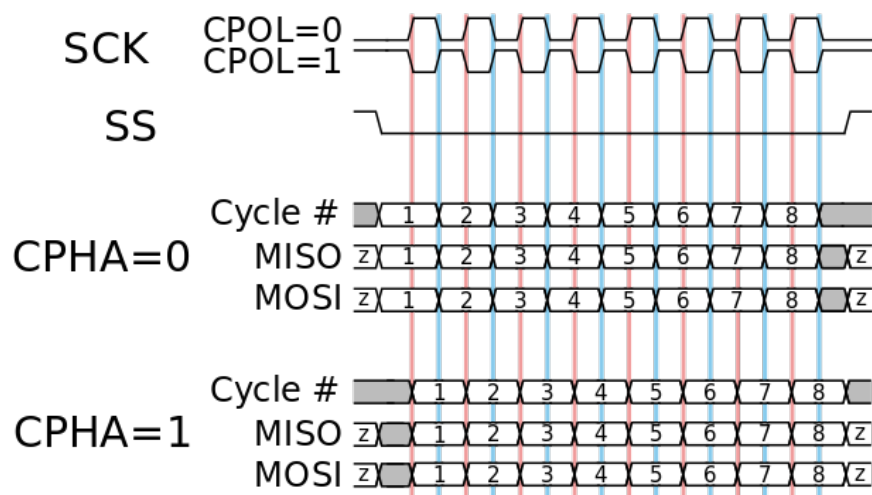 SCK CPOL=0
CPOL=1
SS
Cycle # 1 2 3 4 5 6 7 8
CPHA=0 MISO z 1 2 3 4 5 6 7 8 z
MOSI z 1 2 3 4 5 6 7 8 z
Cycle # 1 2 3 4 5 6 7 8
CPHA=1 MISO z 1 2 3 4 5 6 7 8 z
MOSI z 1 2 3 4 5 6 7 8 z